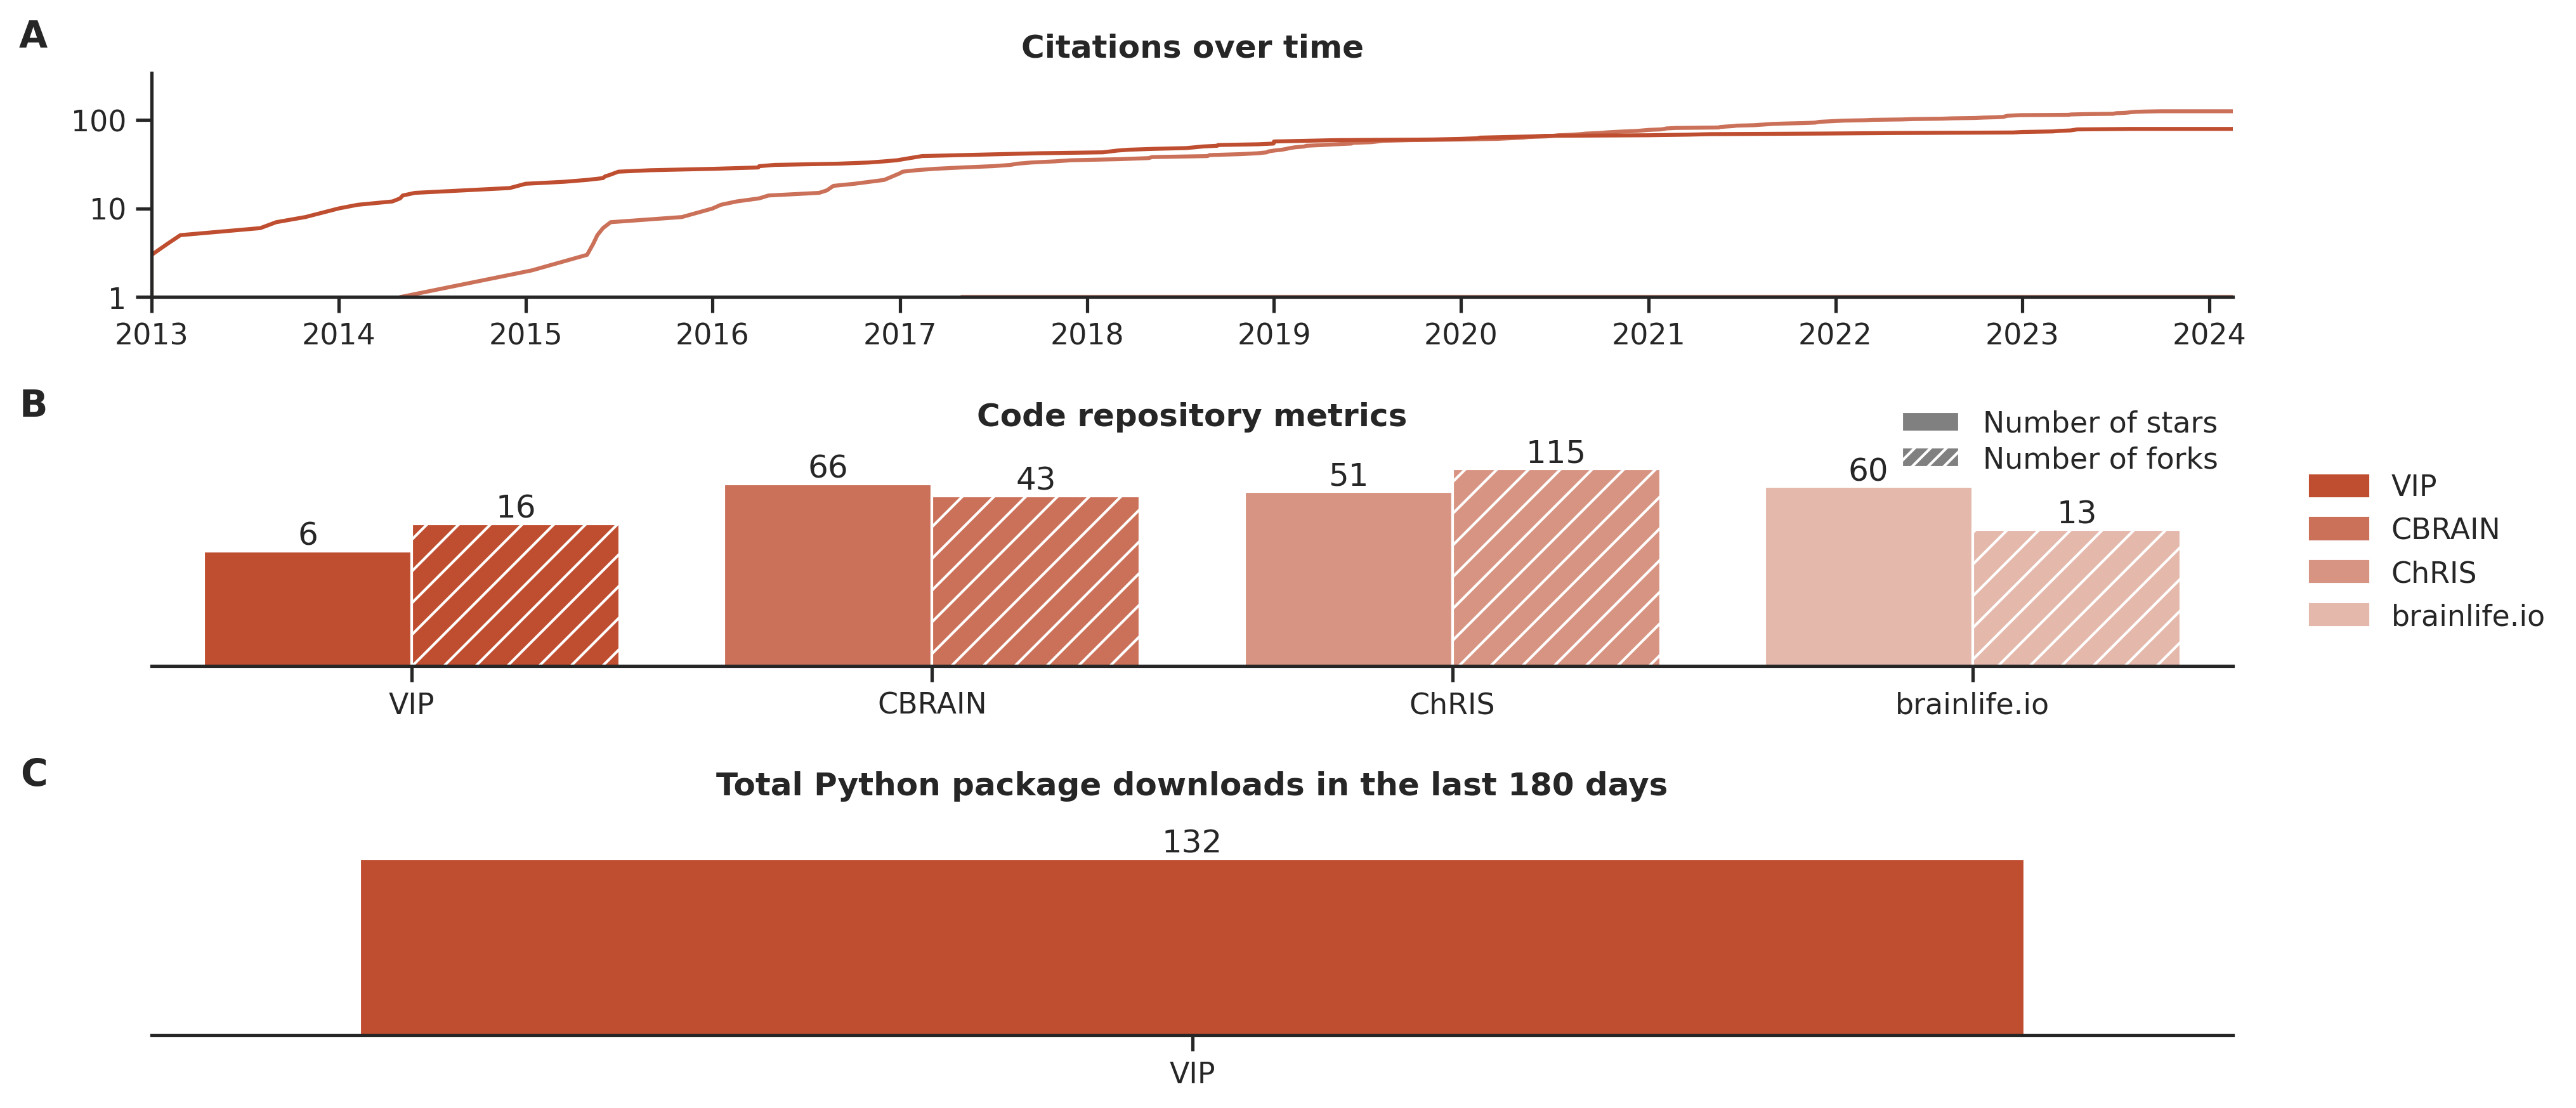 A
Citations over time
100
10
1
2013 2014 2015 2016 2017 2018 2019 2020 2021 2022 2023 2024
B
Code repository metrics
Number of stars
Number of forks
6 16 66 43 51 115 60 13
VIP CBRAIN ChRIS brainlife.io
VIP
CBRAIN
ChRIS
brainlife.io
C
Total Python package downloads in the last 180 days
132
VIP